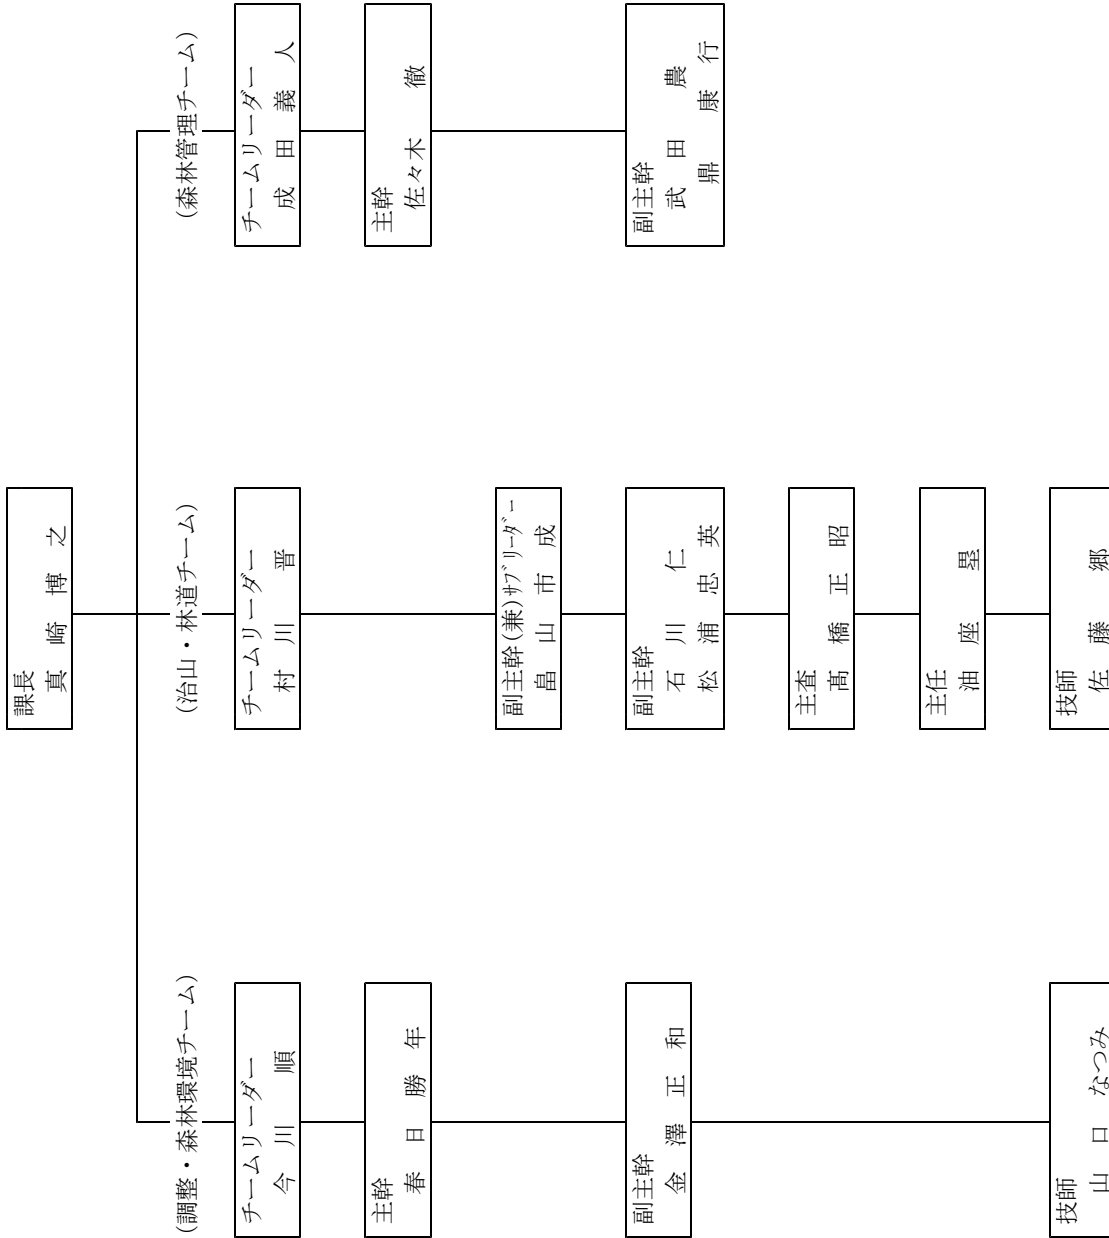 課長
真崎博之
(調整・森林環境チーム)
チームリーダー
今川順
主幹
春日勝年
副主幹
金澤正和
技師
山口なつみ
(治山・林道チーム)
チームリーダー
村川晋
副主幹(兼)ｻﾌﾞﾘｰﾀﾞｰ
畠山市成
副主幹
石川仁
松浦忠英
主査
髙橋正昭
主任
油座塁
技師
佐藤郷
(森林管理チーム)
チームリーダー
成田義人
主幹
佐々木徹
副主幹
武田農
鼎康行